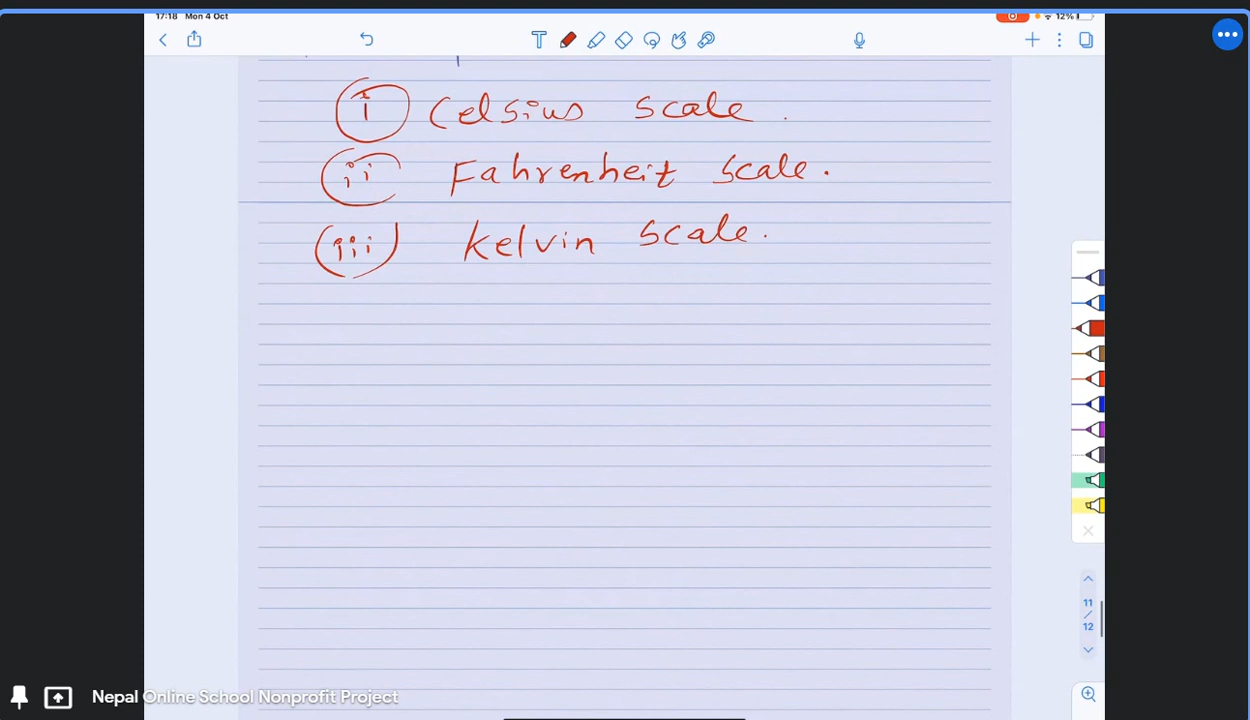 17:18 Mon 4 Oct 12%
T
i Celsius Scale.
ii Fahrenheit Scale.
iii Kelvin Scale.
11
/
12
Nepal Online School Nonprofit Project